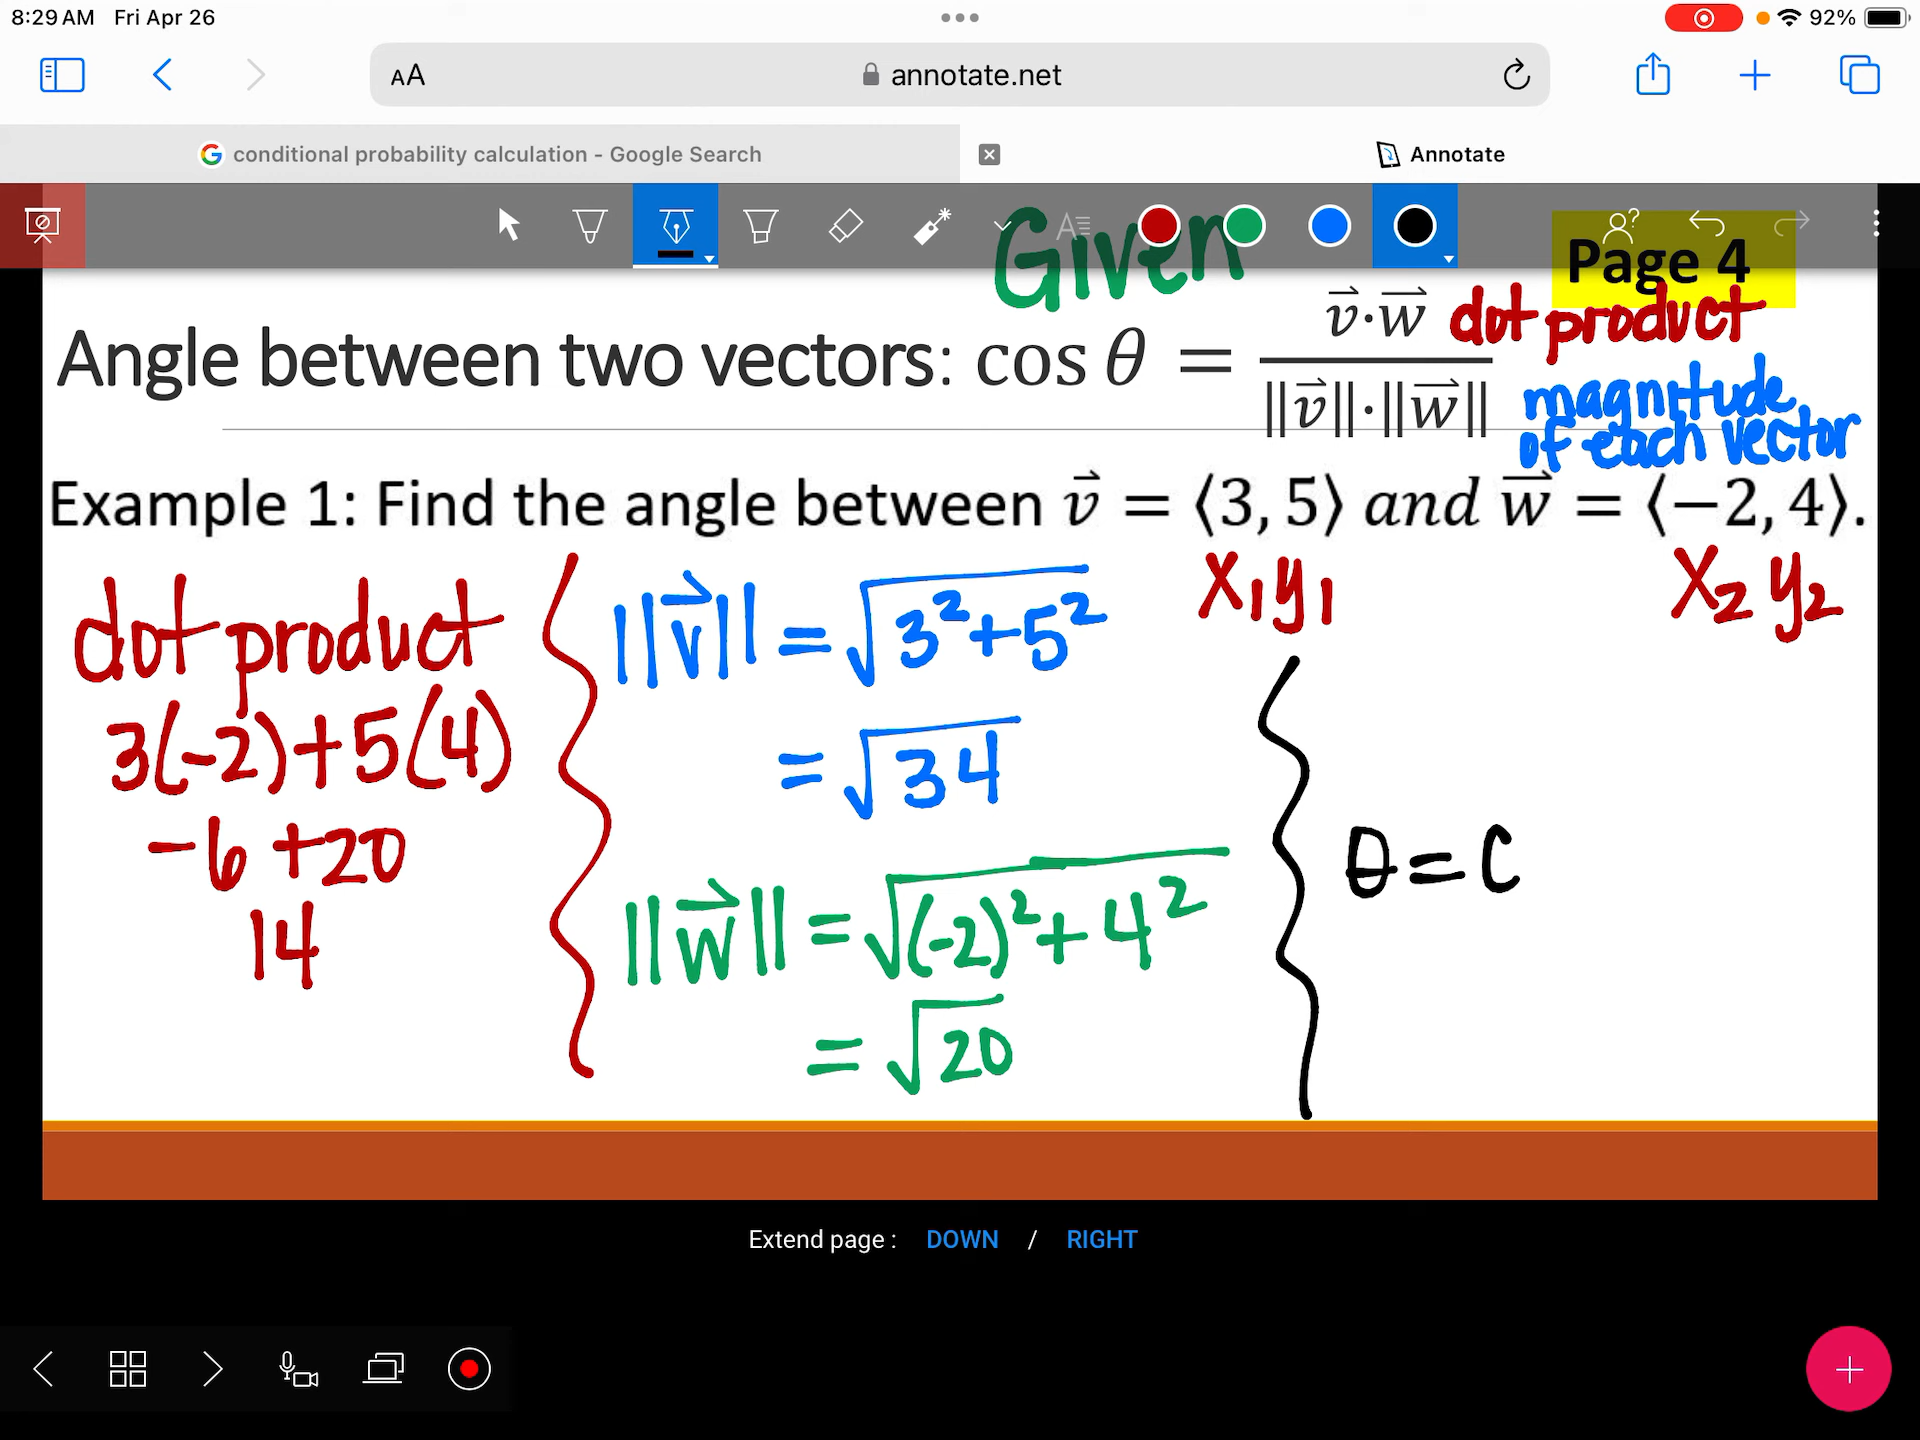 8:29 AM Fri Apr 26 92%
AA annotate.net
conditional probability calculation - Google Search Annotate
Given
Page 4
Angle between two vectors: cos θ = v⃗·w⃗ / ||v⃗||·||w⃗||
dot product
magnitude
of each vector
Example 1: Find the angle between v⃗ = ⟨3, 5⟩ and w⃗ = ⟨−2, 4⟩.
x₁ y₁ x₂ y₂
dot product
3(-2)+5(4)
-6 +20
14
||v⃗|| = √3²+5²
= √34
||w⃗|| = √(-2)²+4²
= √20
θ = C
Extend page : DOWN / RIGHT